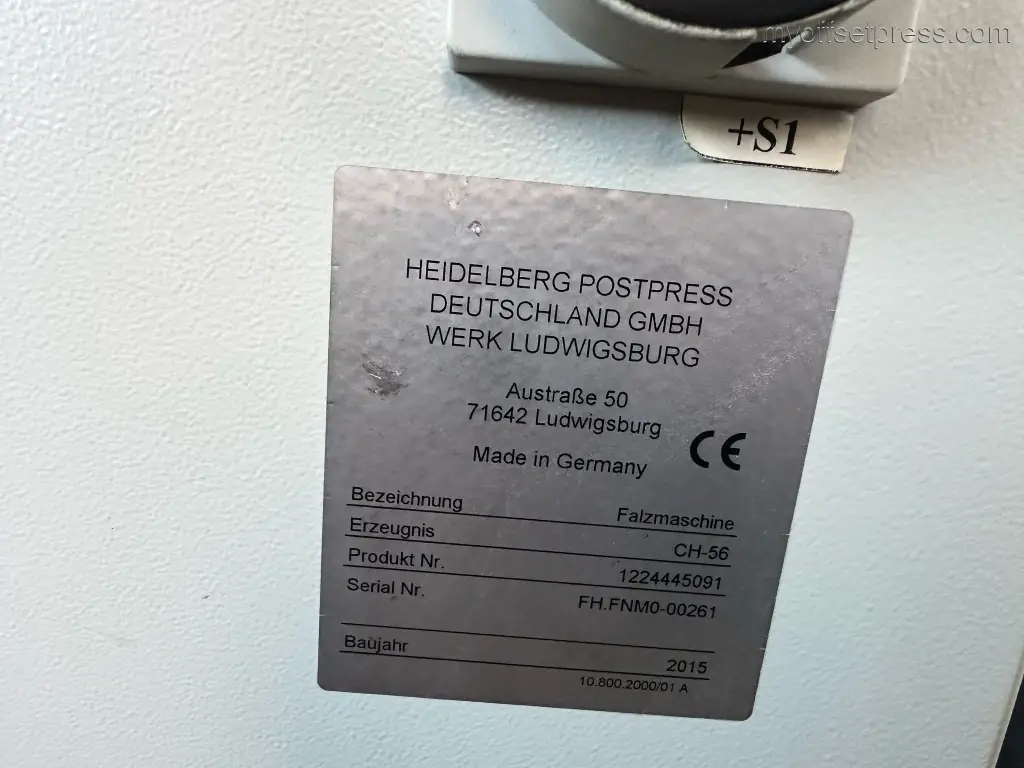 myoffsetpress.com
+S1
HEIDELBERG POSTPRESS
DEUTSCHLAND GMBH
WERK LUDWIGSBURG
Austraße 50
71642 Ludwigsburg
Made in Germany
CE
Bezeichnung Falzmaschine
Erzeugnis CH-56
Produkt Nr. 1224445091
Serial Nr. FH.FNM0-00261
Baujahr 2015
10.800.2000/01 A